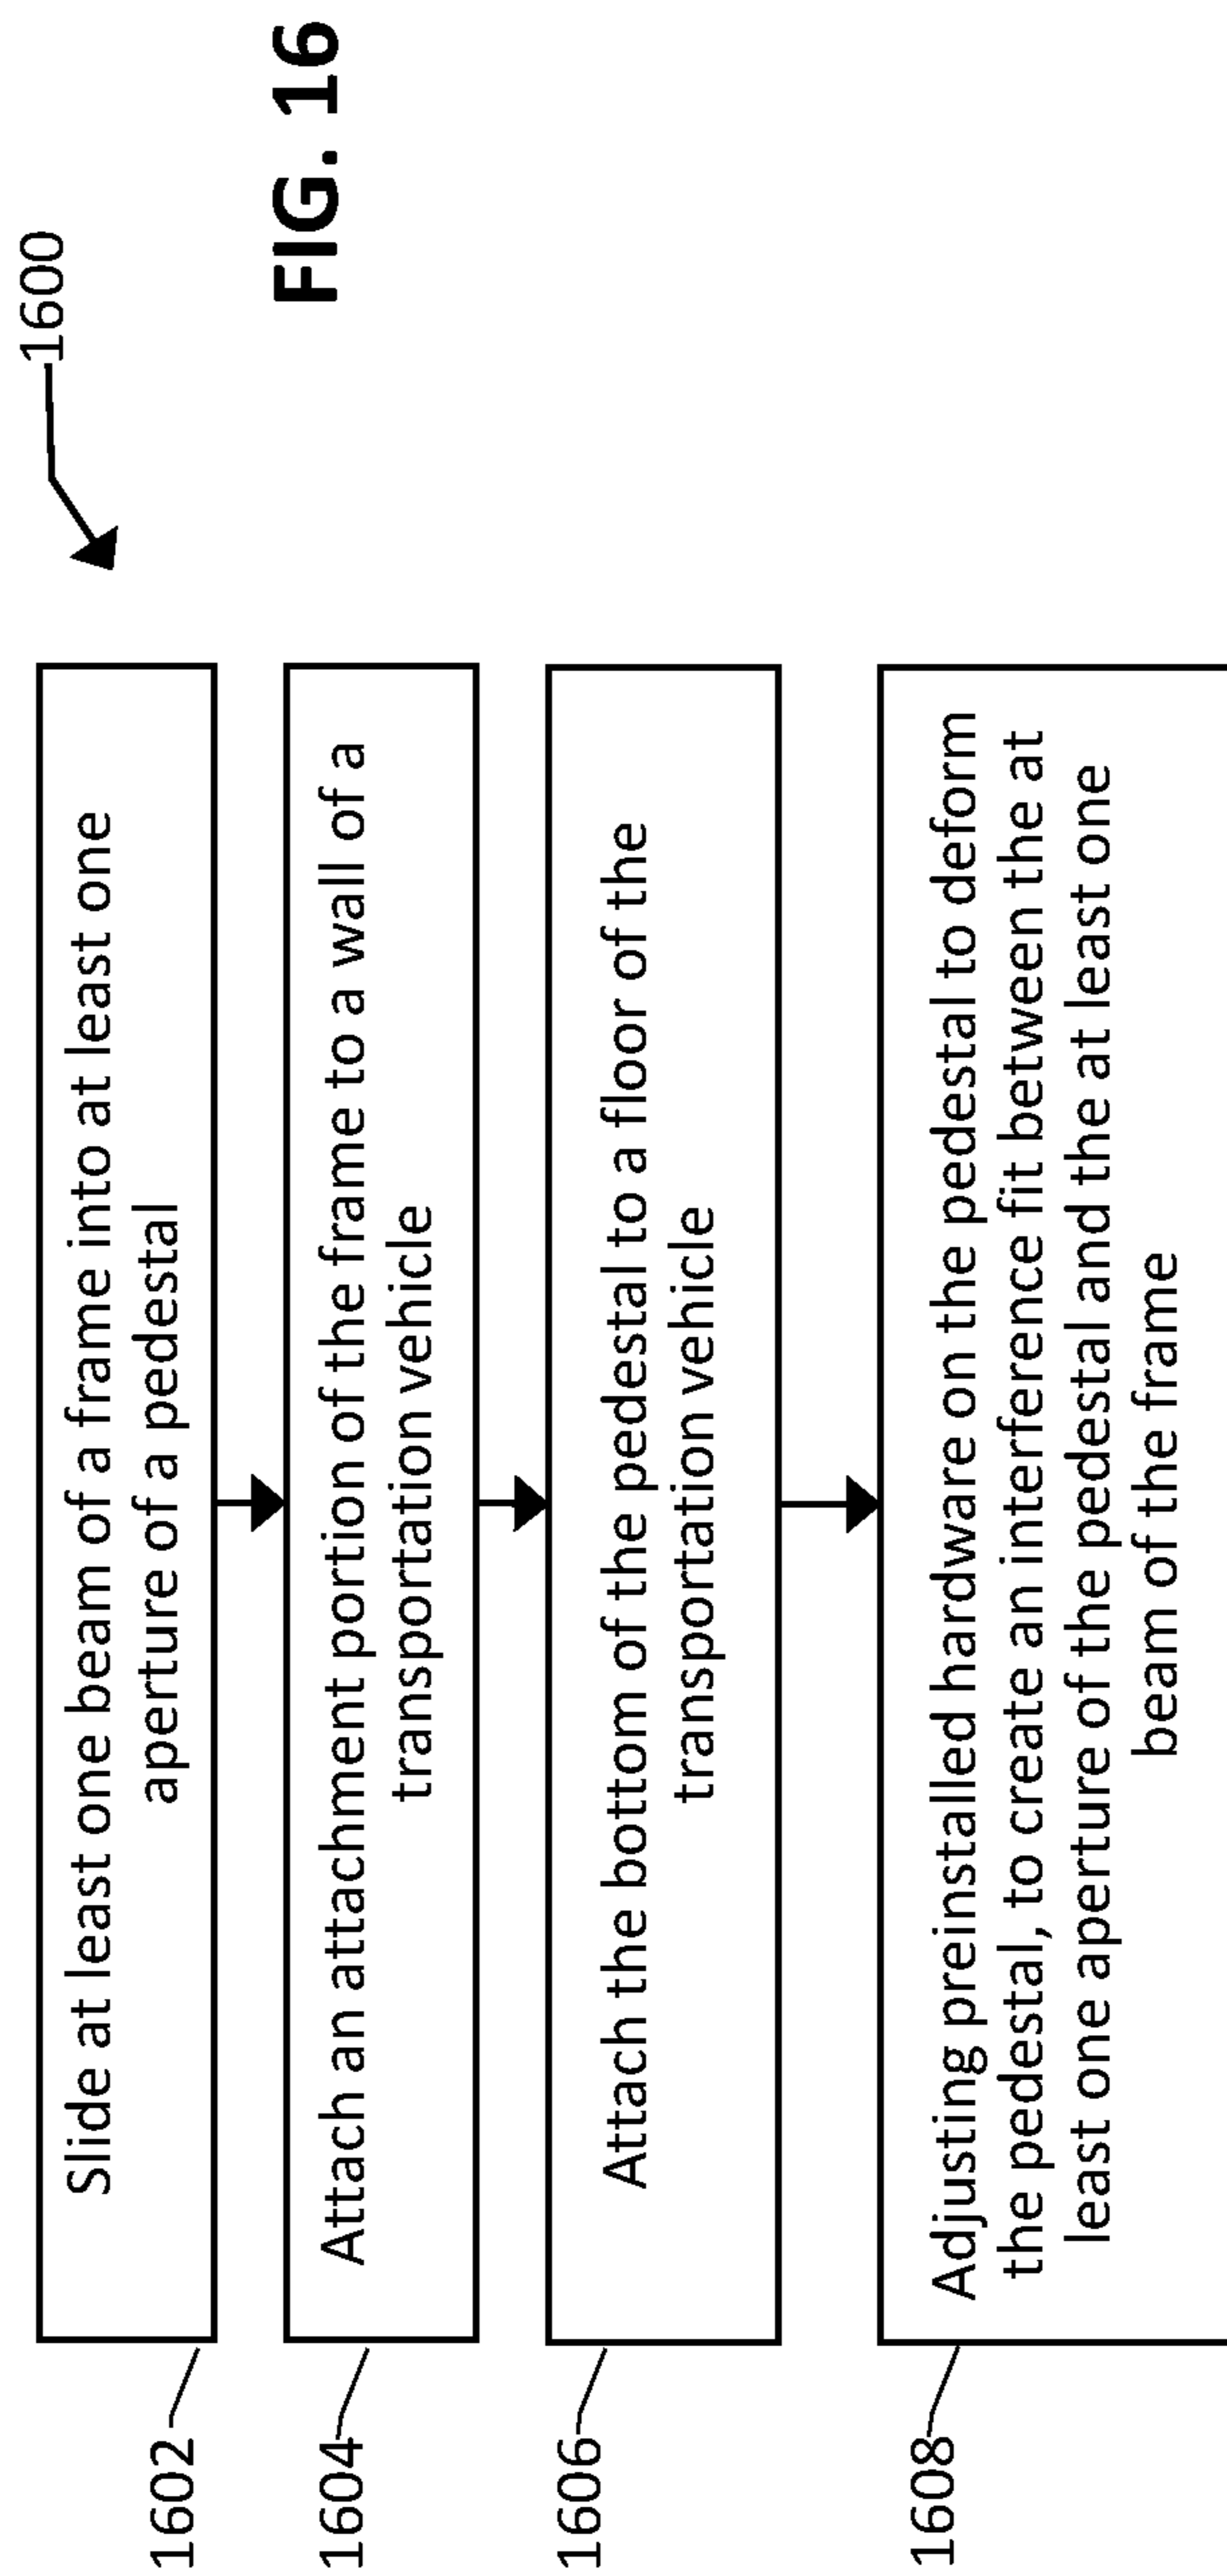 1600
FIG. 16
1602
Slide at least one beam of a frame into at least one
aperture of a pedestal
1604
Attach an attachment portion of the frame to a wall of a
transportation vehicle
1606
Attach the bottom of the pedestal to a floor of the
transportation vehicle
1608
Adjusting preinstalled hardware on the pedestal to deform
the pedestal, to create an interference fit between the at
least one aperture of the pedestal and the at least one
beam of the frame